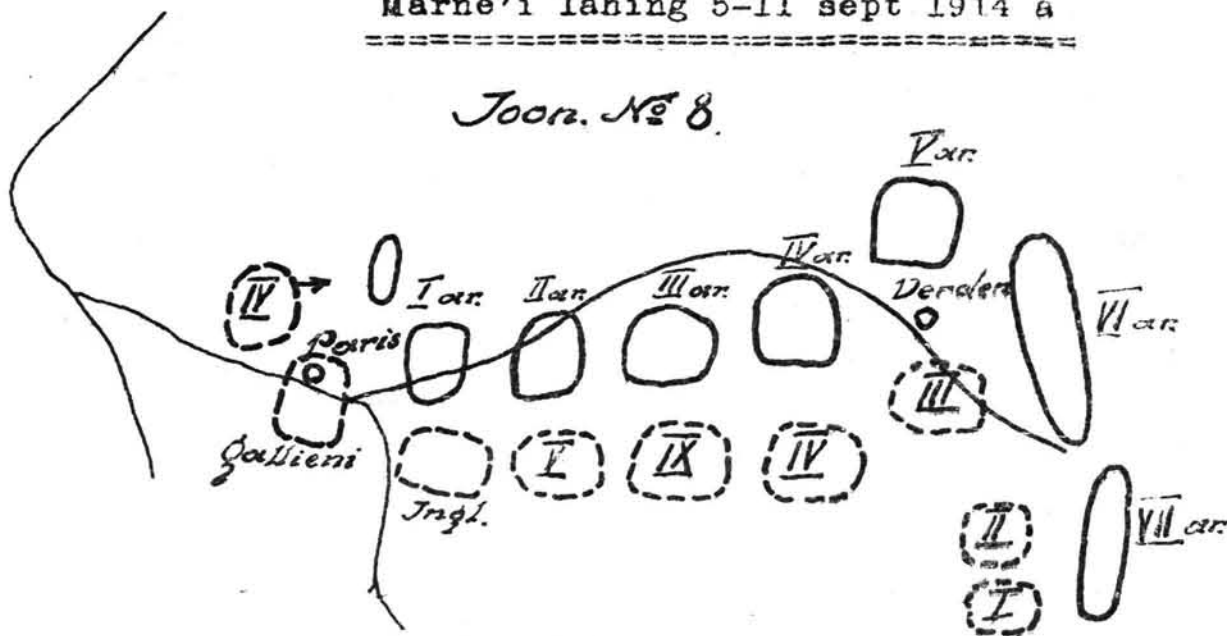 Marne'i lahing 5-11 sept 1914 a
Joon. № 8.
V ar.
IV ar.
III ar.
II ar.
I ar.
IV
Paris
Verden
VI ar.
III
Gallieni
Ingl.
V
IX
IV
II
I
VII ar.